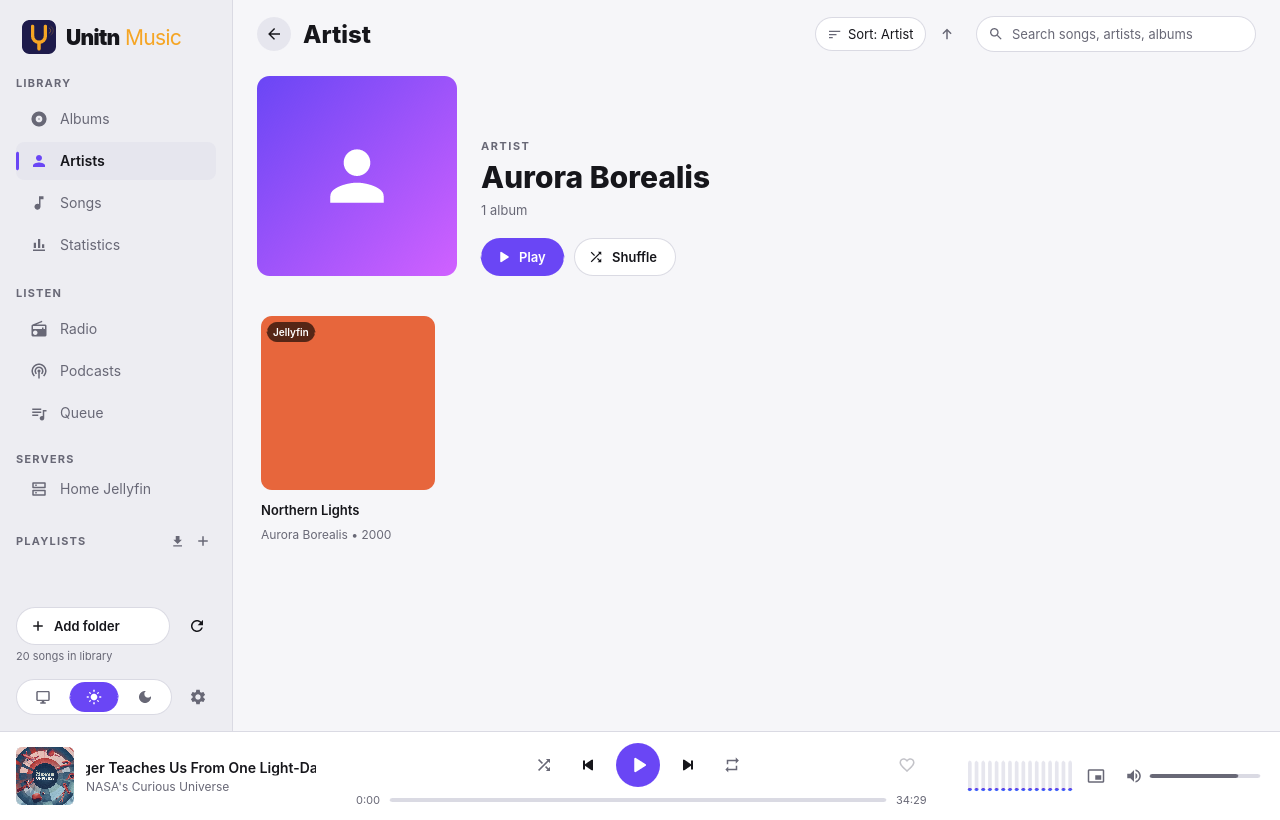 Unitn Music
LIBRARY
Albums
Artists
Songs
Statistics
LISTEN
Radio
Podcasts
Queue
SERVERS
Home Jellyfin
PLAYLISTS
Add folder
20 songs in library
Artist
Sort: Artist
Search songs, artists, albums
ARTIST
Aurora Borealis
1 album
Play
Shuffle
Jellyfin
Northern Lights
Aurora Borealis • 2000
ger Teaches Us From One Light-Da
NASA's Curious Universe
0:00
34:29